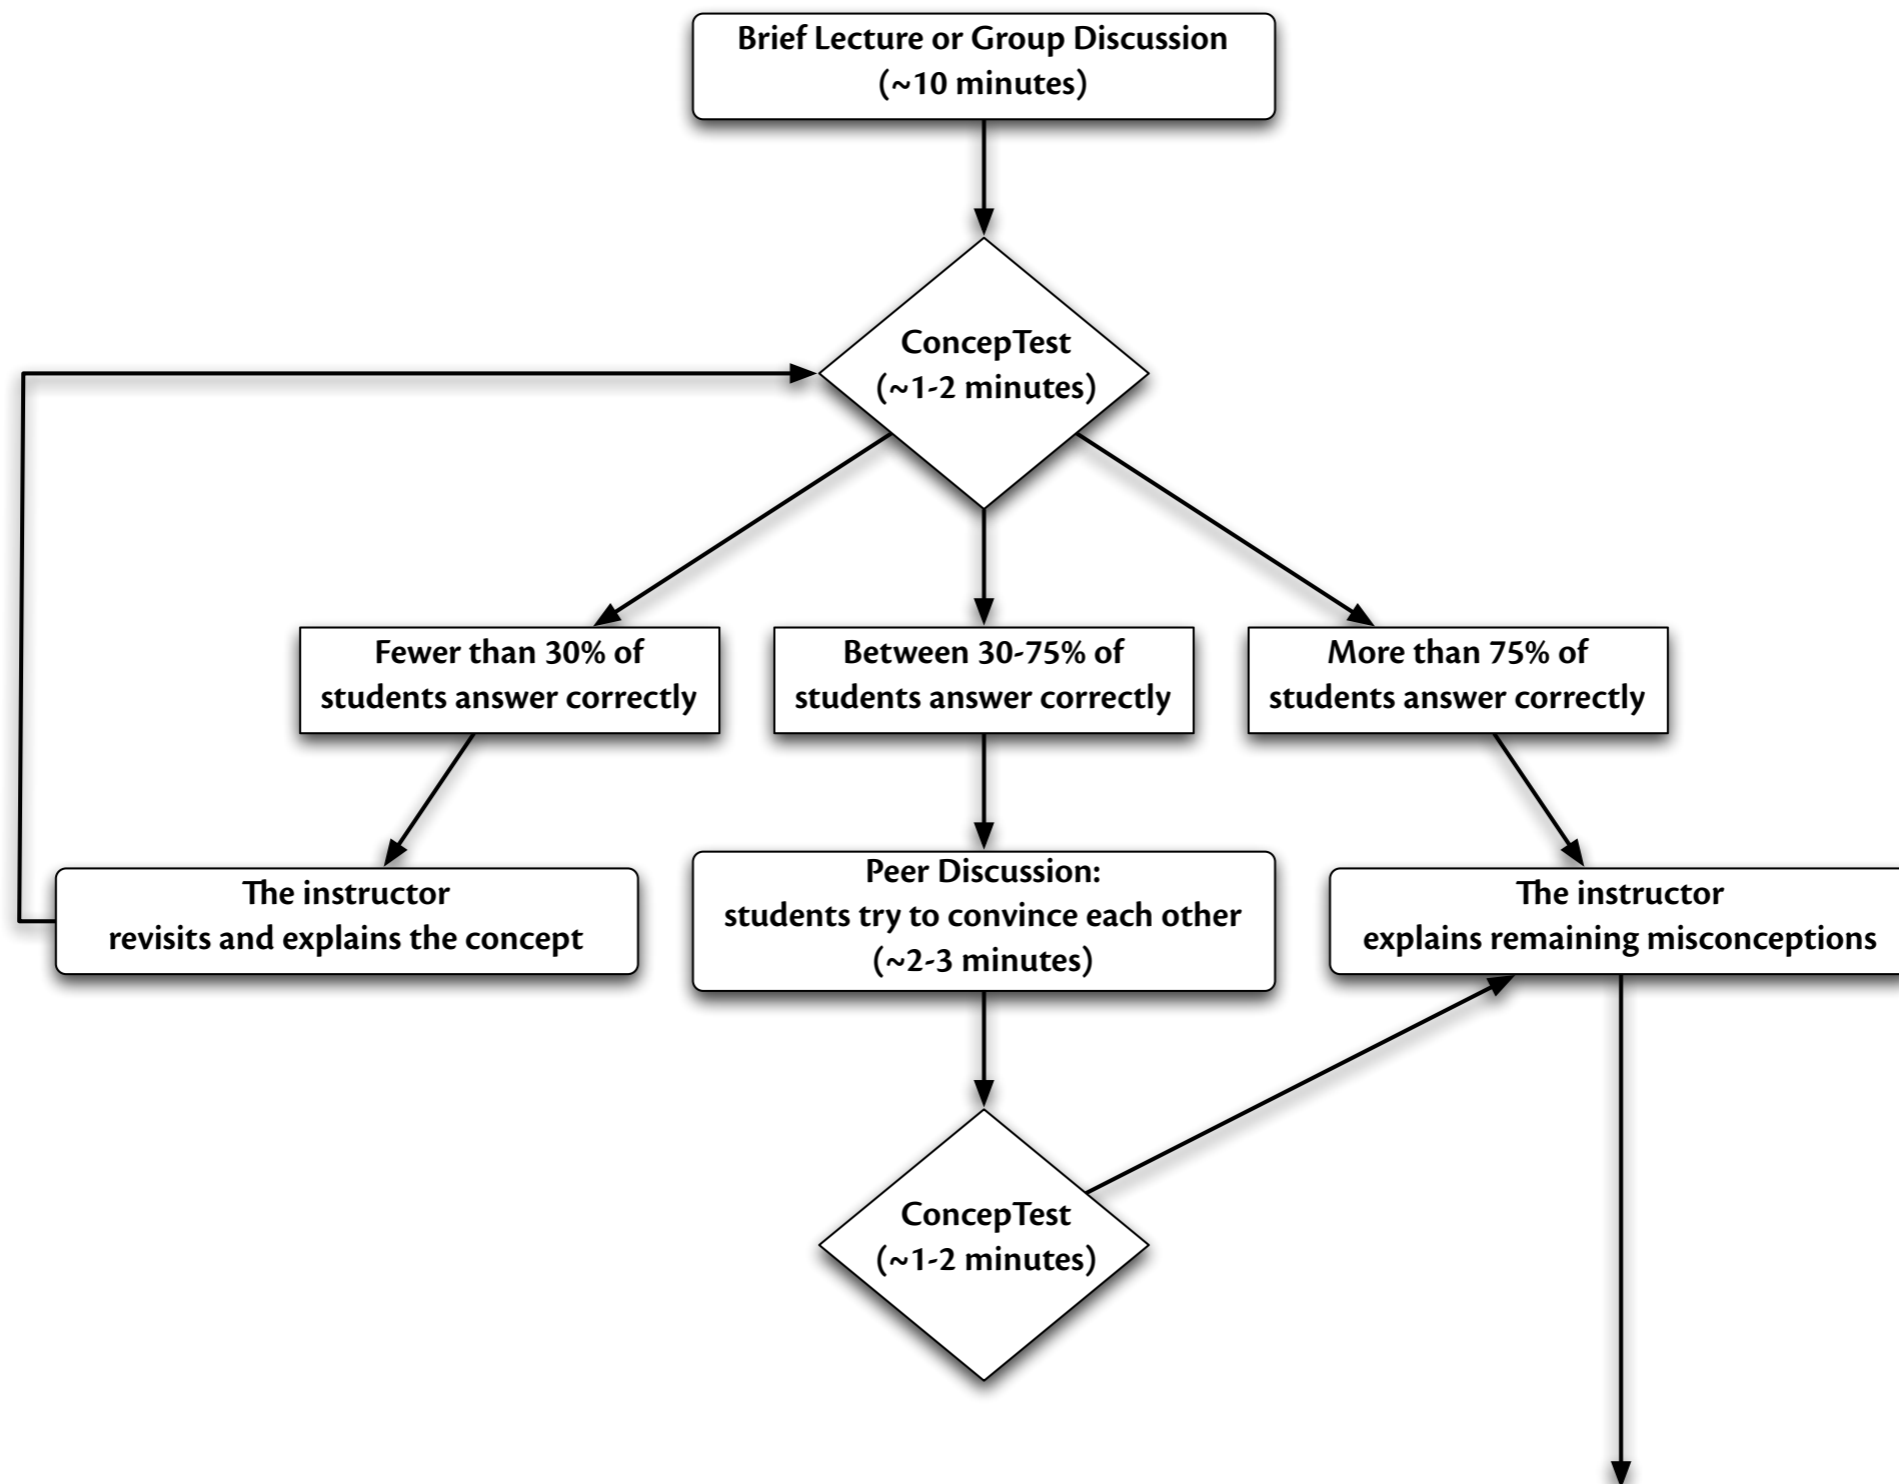 Brief Lecture or Group Discussion
(~10 minutes)
ConcepTest
(~1-2 minutes)
Fewer than 30% of
students answer correctly
Between 30-75% of
students answer correctly
More than 75% of
students answer correctly
The instructor
revisits and explains the concept
Peer Discussion:
students try to convince each other
(~2-3 minutes)
The instructor
explains remaining misconceptions
ConcepTest
(~1-2 minutes)